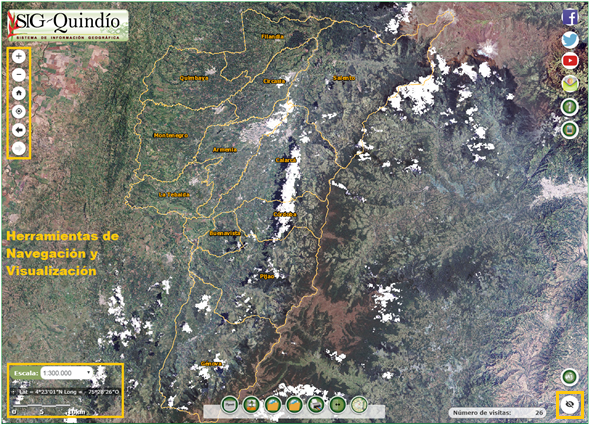 SIG Quindío
SISTEMA DE INFORMACIÓN GEOGRÁFICA
Filandia
Quimbaya
Circasia
Salento
Montenegro
Armenia
Calarcá
La Tebaida
Córdoba
Buenavista
Pijao
Génova
Herramientas de
Navegación y
Visualización
Escala: 1:300.000
Lat = 4°23'01"N Long = - 75°28'26"O
0 5 10km
Número de visitas: 26